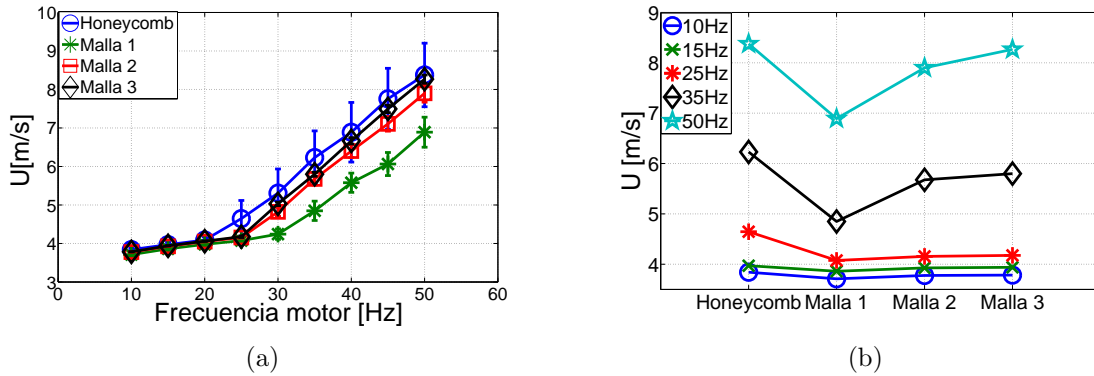 Honeycomb
Malla 1
Malla 2
Malla 3
10
9
8
7
6
5
4
3
U[m/s]
0 10 20 30 40 50 60
Frecuencia motor [Hz]
(a)
10Hz
15Hz
25Hz
35Hz
50Hz
9
8
7
6
5
4
U [m/s]
Honeycomb Malla 1 Malla 2 Malla 3
(b)